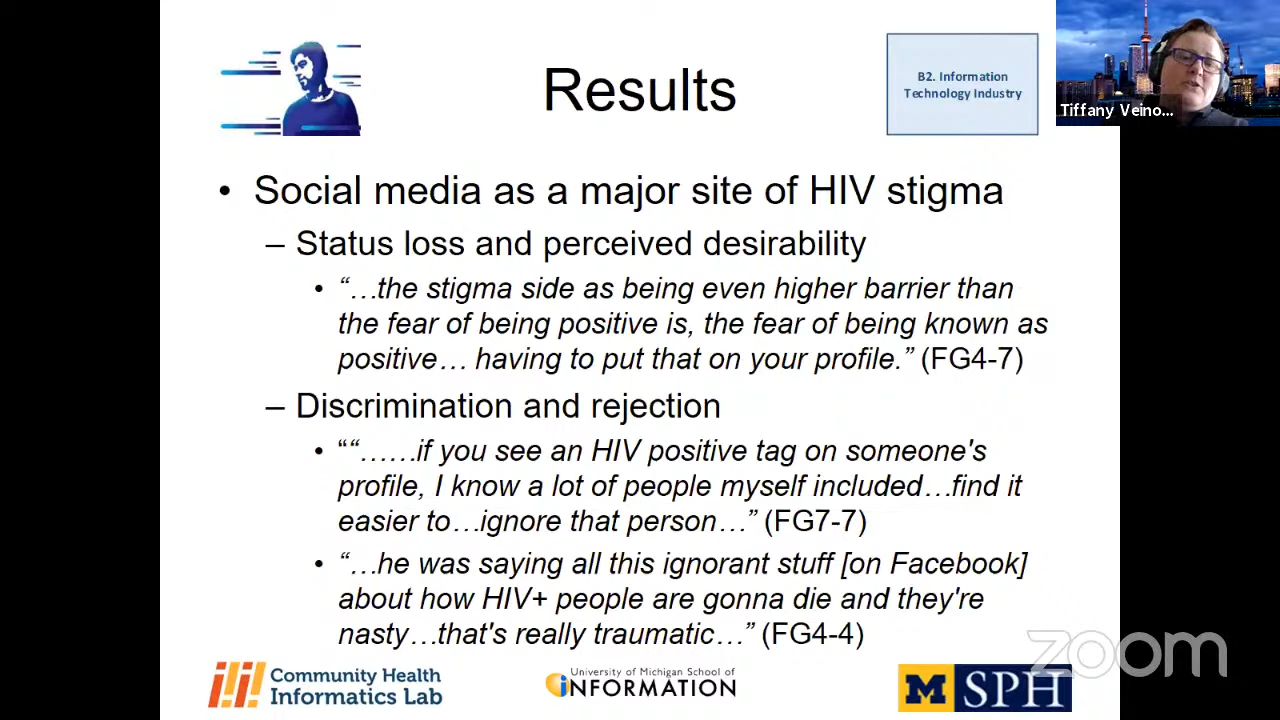 Results
B2. Information
Technology Industry
Tiffany Veino...
• Social media as a major site of HIV stigma
– Status loss and perceived desirability
• “…the stigma side as being even higher barrier than
the fear of being positive is, the fear of being known as
positive… having to put that on your profile.” (FG4-7)
– Discrimination and rejection
• ““……if you see an HIV positive tag on someone's
profile, I know a lot of people myself included…find it
easier to…ignore that person…” (FG7-7)
• “…he was saying all this ignorant stuff [on Facebook]
about how HIV+ people are gonna die and they're
nasty…that's really traumatic…” (FG4-4)
zoom
Community Health
Informatics Lab
University of Michigan School of
iNFORMATION
M SPH